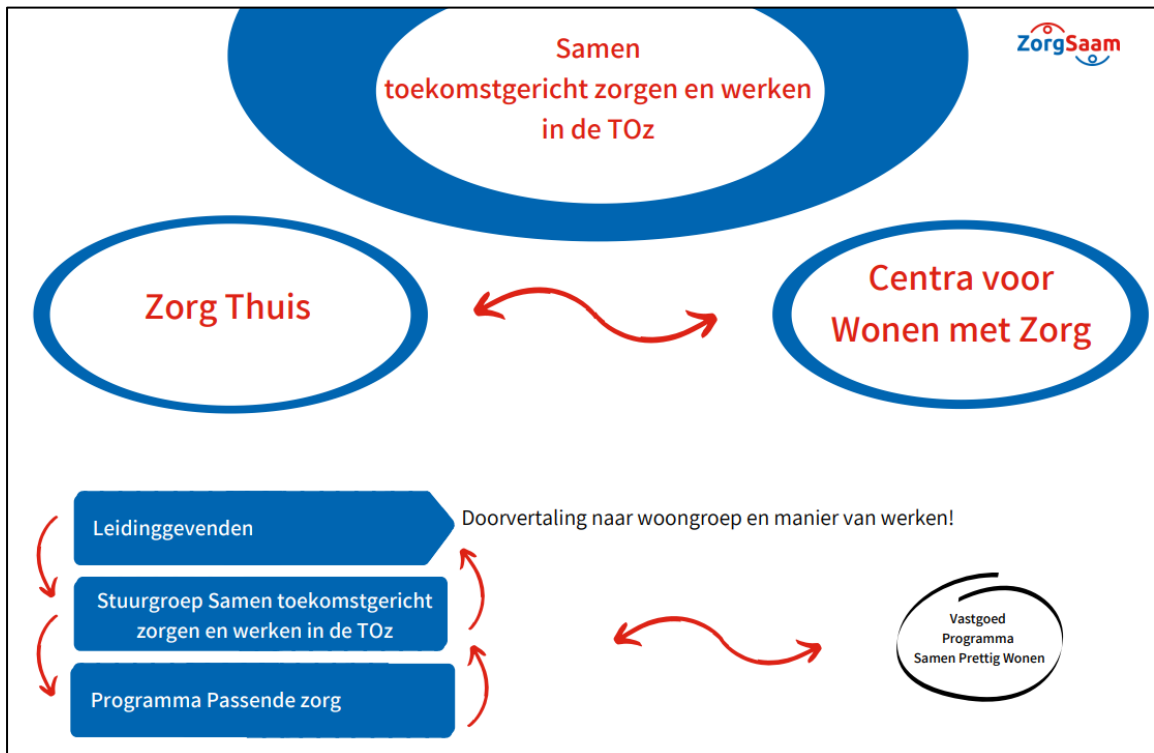 Samen
toekomstgericht zorgen en werken
in de TOz
ZorgSaam
Zorg Thuis
Centra voor
Wonen met Zorg
Leidinggevenden
Doorvertaling naar woongroep en manier van werken!
Stuurgroep Samen toekomstgericht
zorgen en werken in de TOz
Programma Passende zorg
Vastgoed
Programma
Samen Prettig Wonen